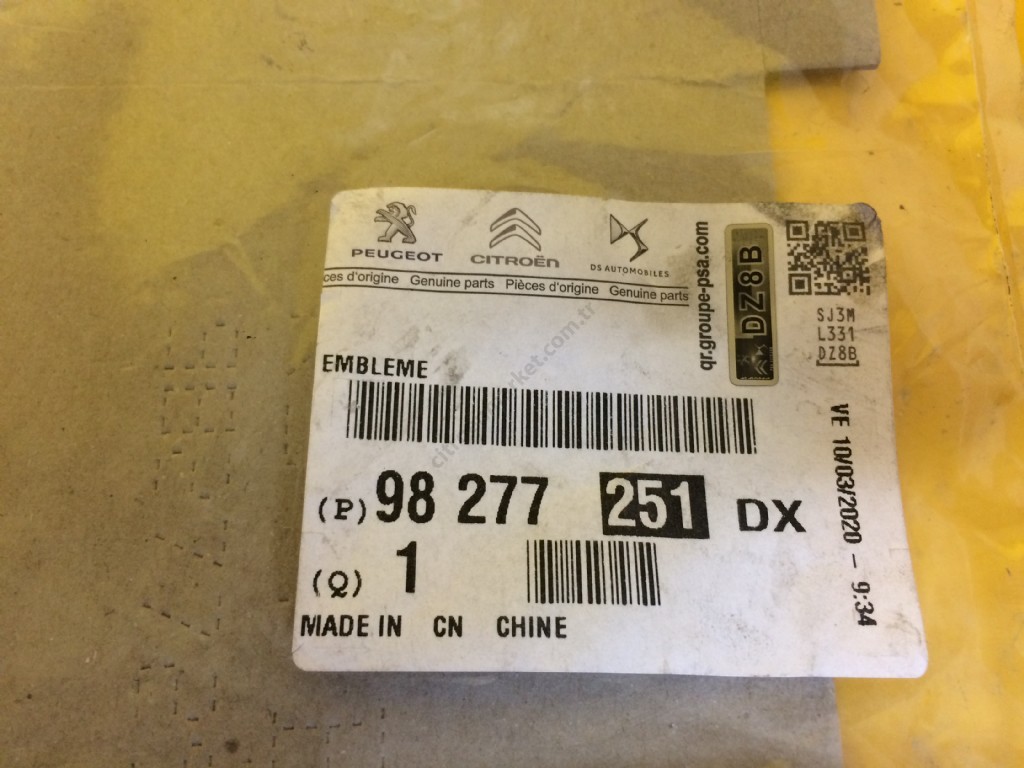 PEUGEOT CITROËN DS AUTOMOBILES
ces d'origine Genuine parts Pièces d'origine Genuine parts
qr.groupe-psa.com
DZ8B
SJ3M
L331
DZ8B
EMBLEME
(P) 98 277 251 DX
(Q) 1
MADE IN CN CHINE
VE 10/03/2020 - 9:34